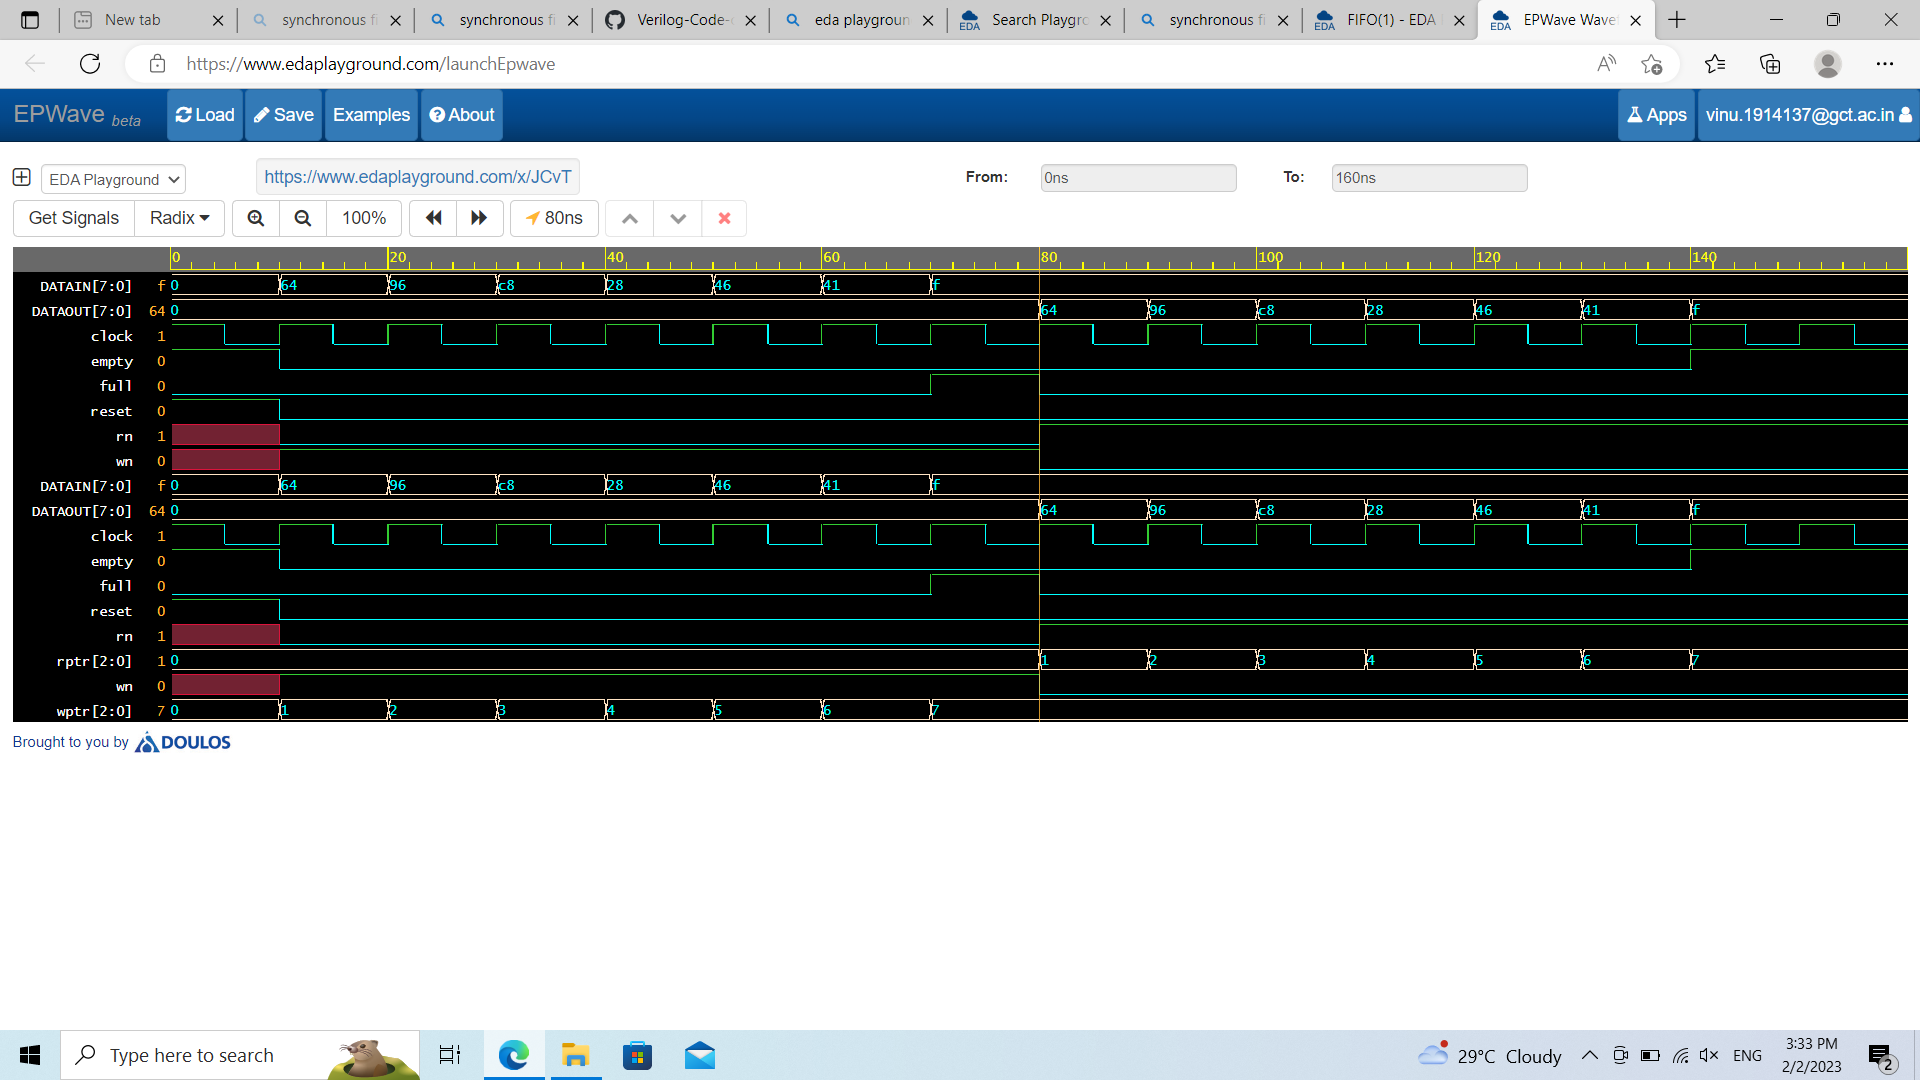 New tab
synchronous fi
synchronous fi
Verilog-Code-
eda playgroun
Search Playgro
synchronous fi
FIFO(1) - EDA
EPWave Wave
https://www.edaplayground.com/launchEpwave
EPWave beta
Load
Save
Examples
About
Apps
vinu.1914137@gct.ac.in
EDA Playground
https://www.edaplayground.com/x/JCvT
From: 0ns
To: 160ns
Get Signals
Radix
100%
80ns
0 20 40 60 80 100 120 140
DATAIN[7:0] f 0 64 96 c8 28 46 41 f
DATAOUT[7:0] 64 0 64 96 c8 28 46 41 f
clock 1
empty 0
full 0
reset 0
rn 1
wn 0
DATAIN[7:0] f 0 64 96 c8 28 46 41 f
DATAOUT[7:0] 64 0 64 96 c8 28 46 41 f
clock 1
empty 0
full 0
reset 0
rn 1
rptr[2:0] 1 0 1 2 3 4 5 6 7
wn 0
wptr[2:0] 7 0 1 2 3 4 5 6 7
Brought to you by DOULOS
Type here to search
29°C Cloudy
ENG
3:33 PM
2/2/2023
2